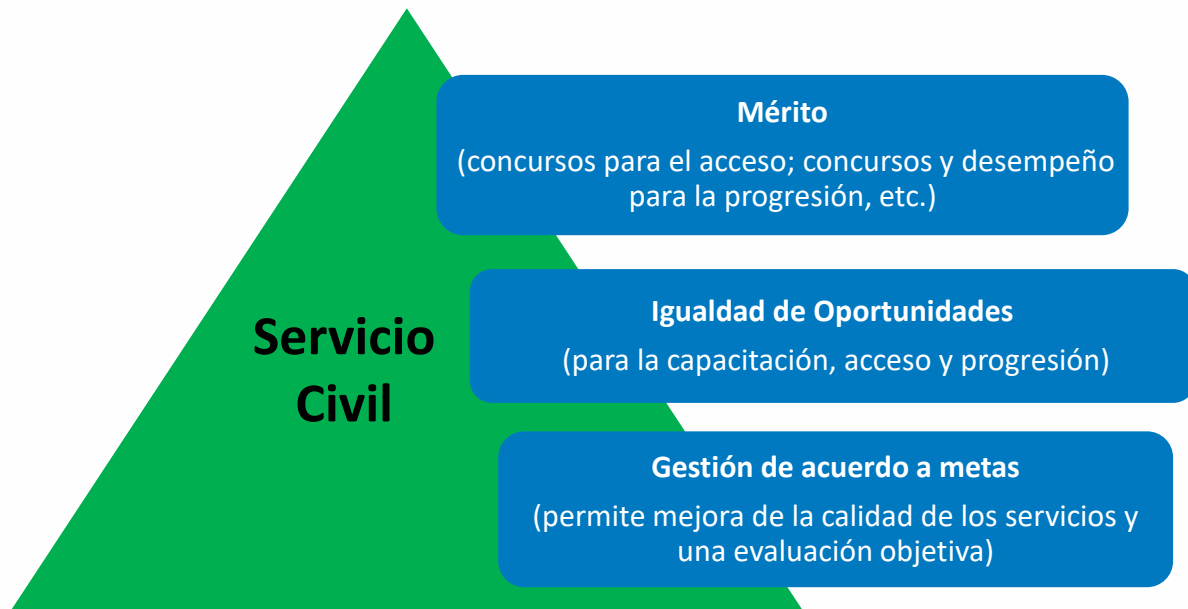 Mérito
(concursos para el acceso; concursos y desempeño
para la progresión, etc.)
Servicio
Civil
Igualdad de Oportunidades
(para la capacitación, acceso y progresión)
Gestión de acuerdo a metas
(permite mejora de la calidad de los servicios y
una evaluación objetiva)